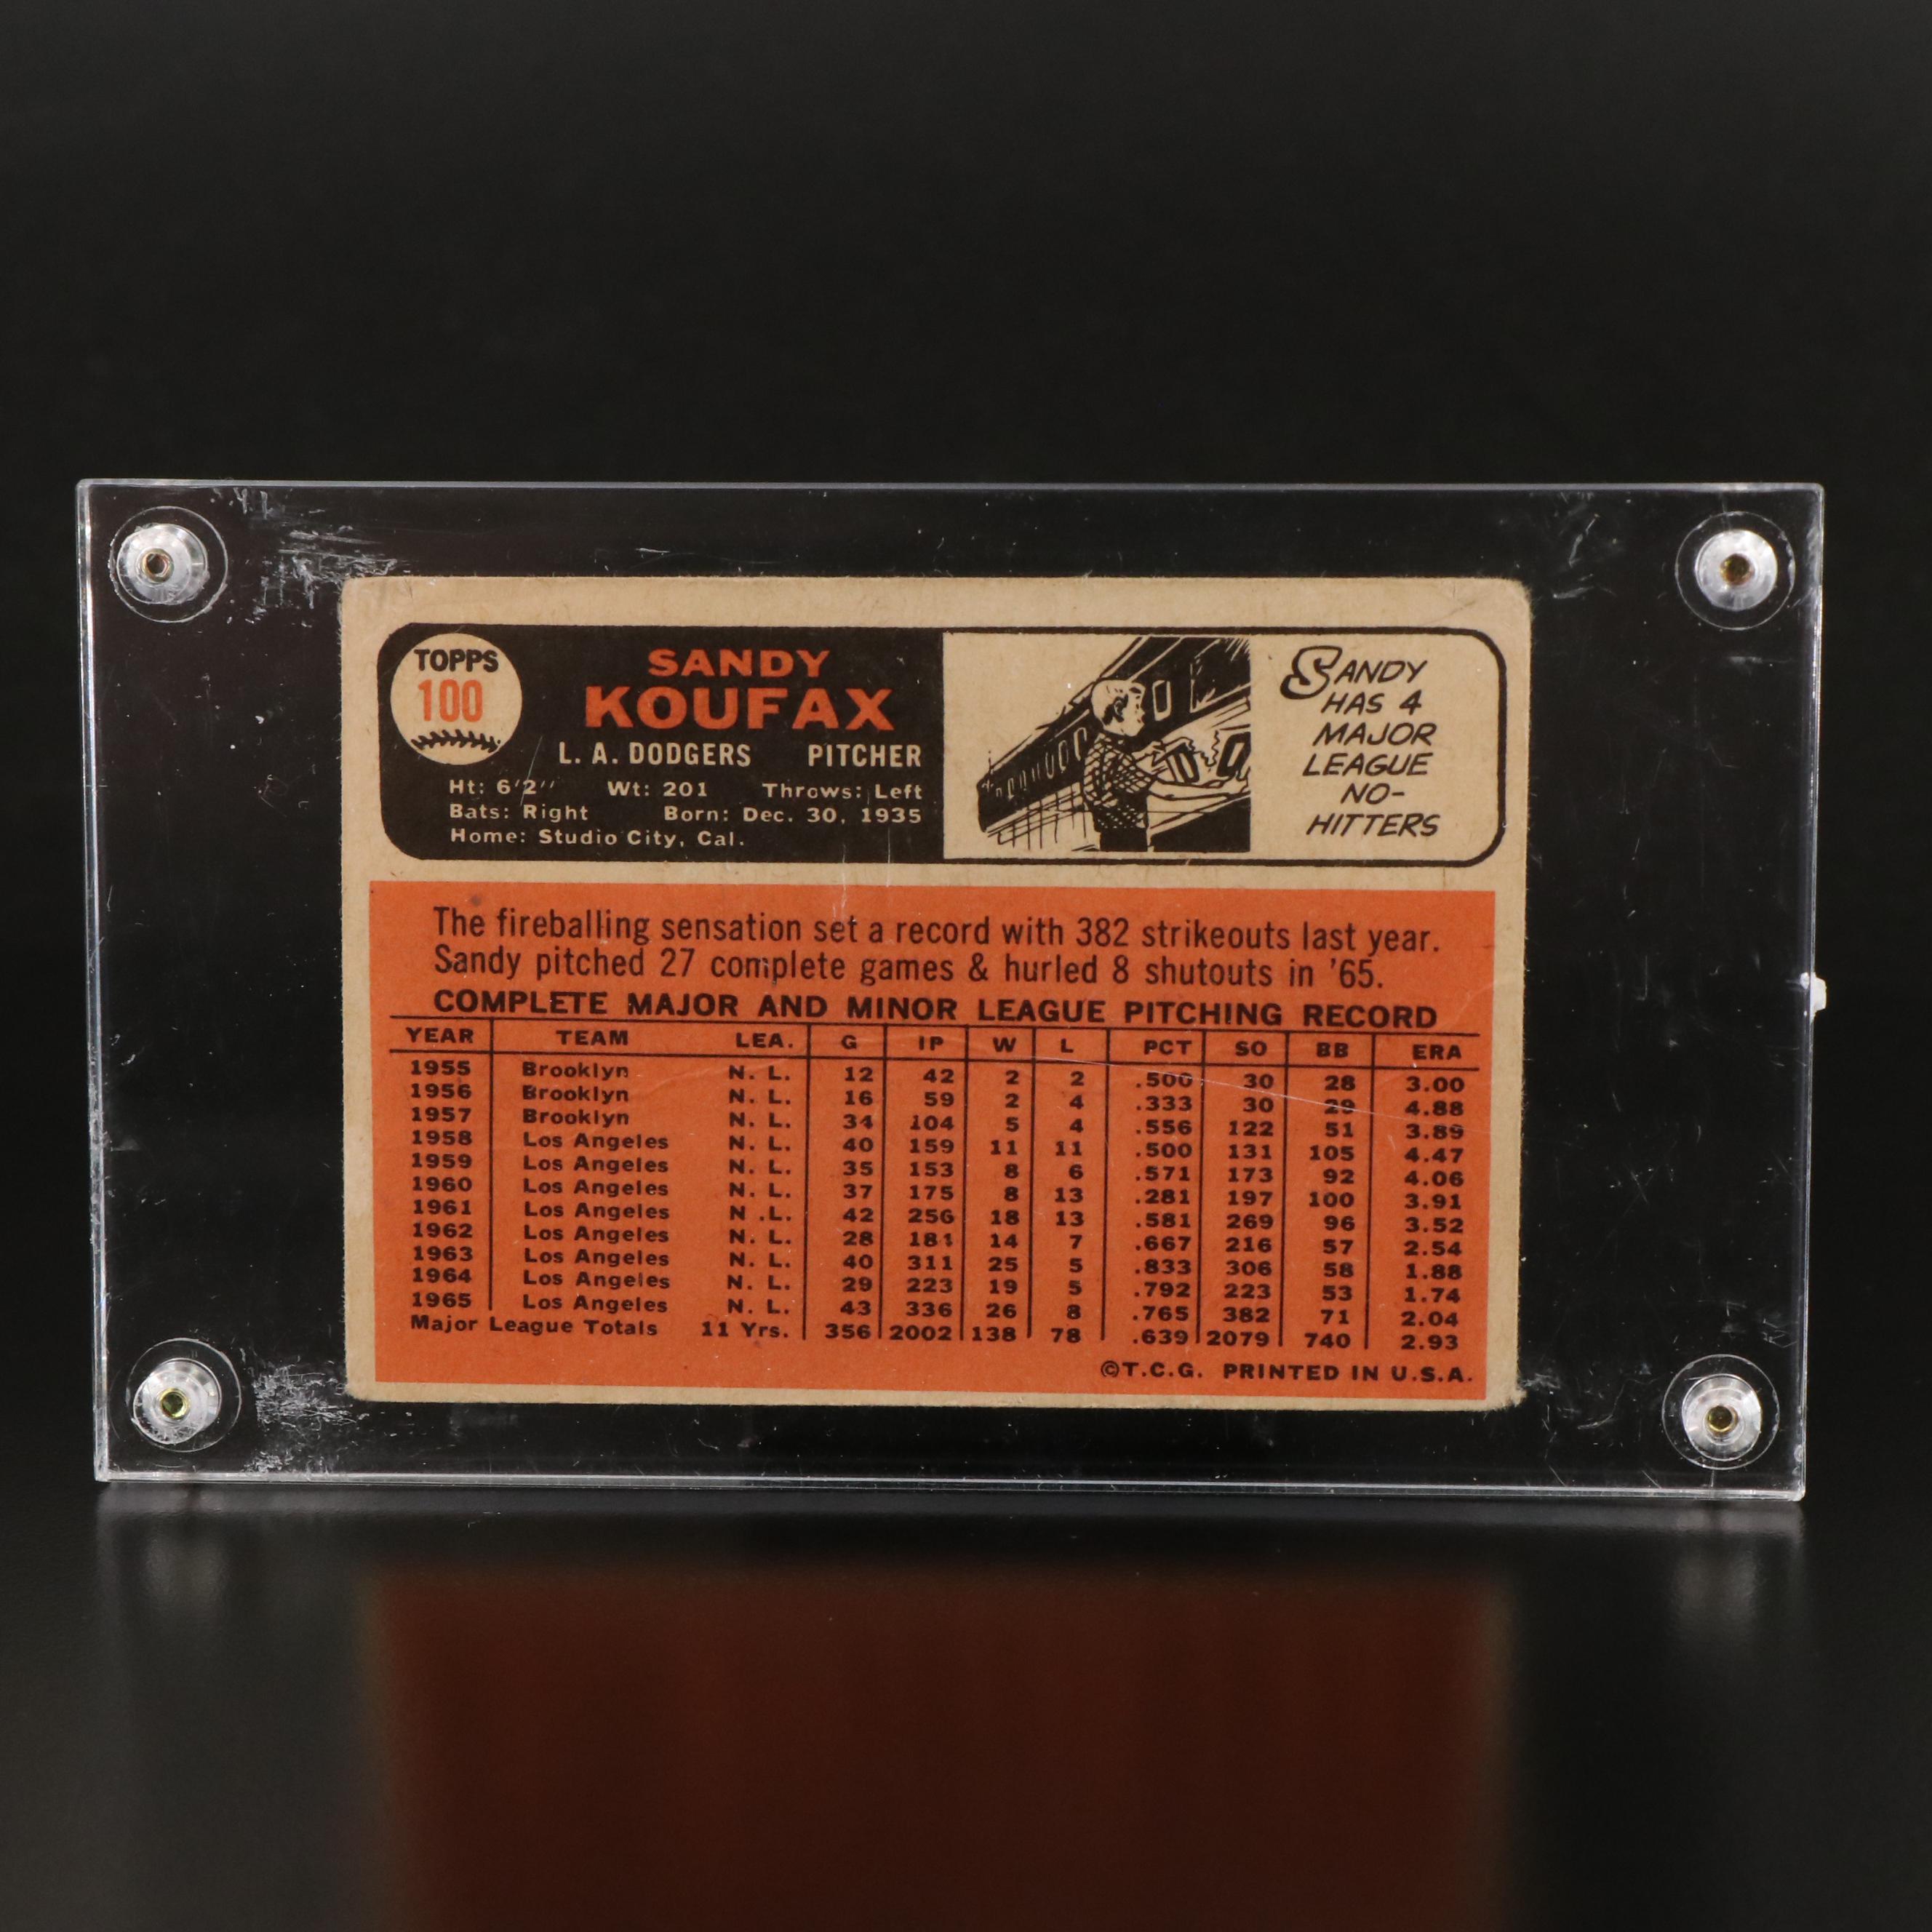 TOPPS
100
SANDY
KOUFAX
L. A. DODGERS PITCHER
Ht: 6'2" Wt: 201 Throws: Left
Bats: Right Born: Dec. 30, 1935
Home: Studio City, Cal.
SANDY
HAS 4
MAJOR
LEAGUE
NO-
HITTERS
The fireballing sensation set a record with 382 strikeouts last year.
Sandy pitched 27 complete games & hurled 8 shutouts in '65.
COMPLETE MAJOR AND MINOR LEAGUE PITCHING RECORD
YEAR TEAM LEA. G IP W L PCT SO BB ERA
1955 Brooklyn N. L. 12 42 2 2 .500 30 28 3.00
1956 Brooklyn N. L. 16 59 2 4 .333 30 29 4.88
1957 Brooklyn N. L. 34 104 5 4 .556 122 51 3.89
1958 Los Angeles N. L. 40 159 11 11 .500 131 105 4.47
1959 Los Angeles N. L. 35 153 8 6 .571 173 92 4.06
1960 Los Angeles N. L. 37 175 8 13 .281 197 100 3.91
1961 Los Angeles N .L. 42 256 18 13 .581 269 96 3.52
1962 Los Angeles N. L. 28 181 14 7 .667 216 57 2.54
1963 Los Angeles N. L. 40 311 25 5 .833 306 58 1.88
1964 Los Angeles N. L. 29 223 19 5 .792 223 53 1.74
1965 Los Angeles N. L. 43 336 26 8 .765 382 71 2.04
Major League Totals 11 Yrs. 356 2002 138 78 .639 2079 740 2.93
©T.C.G. PRINTED IN U.S.A.